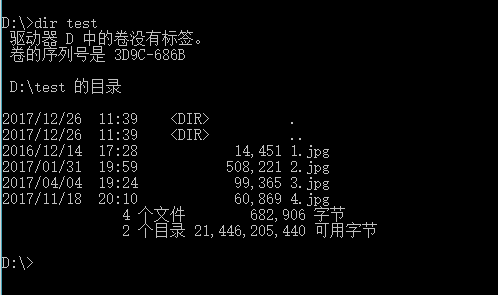 D:\>dir test
驱动器 D 中的卷没有标签。
卷的序列号是 3D9C-686B
D:\test 的目录
2017/12/26  11:39    <DIR>          .
2017/12/26  11:39    <DIR>          ..
2016/12/14  17:28            14,451 1.jpg
2017/01/31  19:59           508,221 2.jpg
2017/04/04  19:24            99,365 3.jpg
2017/11/18  20:10            60,869 4.jpg
4 个文件        682,906 字节
2 个目录 21,446,205,440 可用字节
D:\>